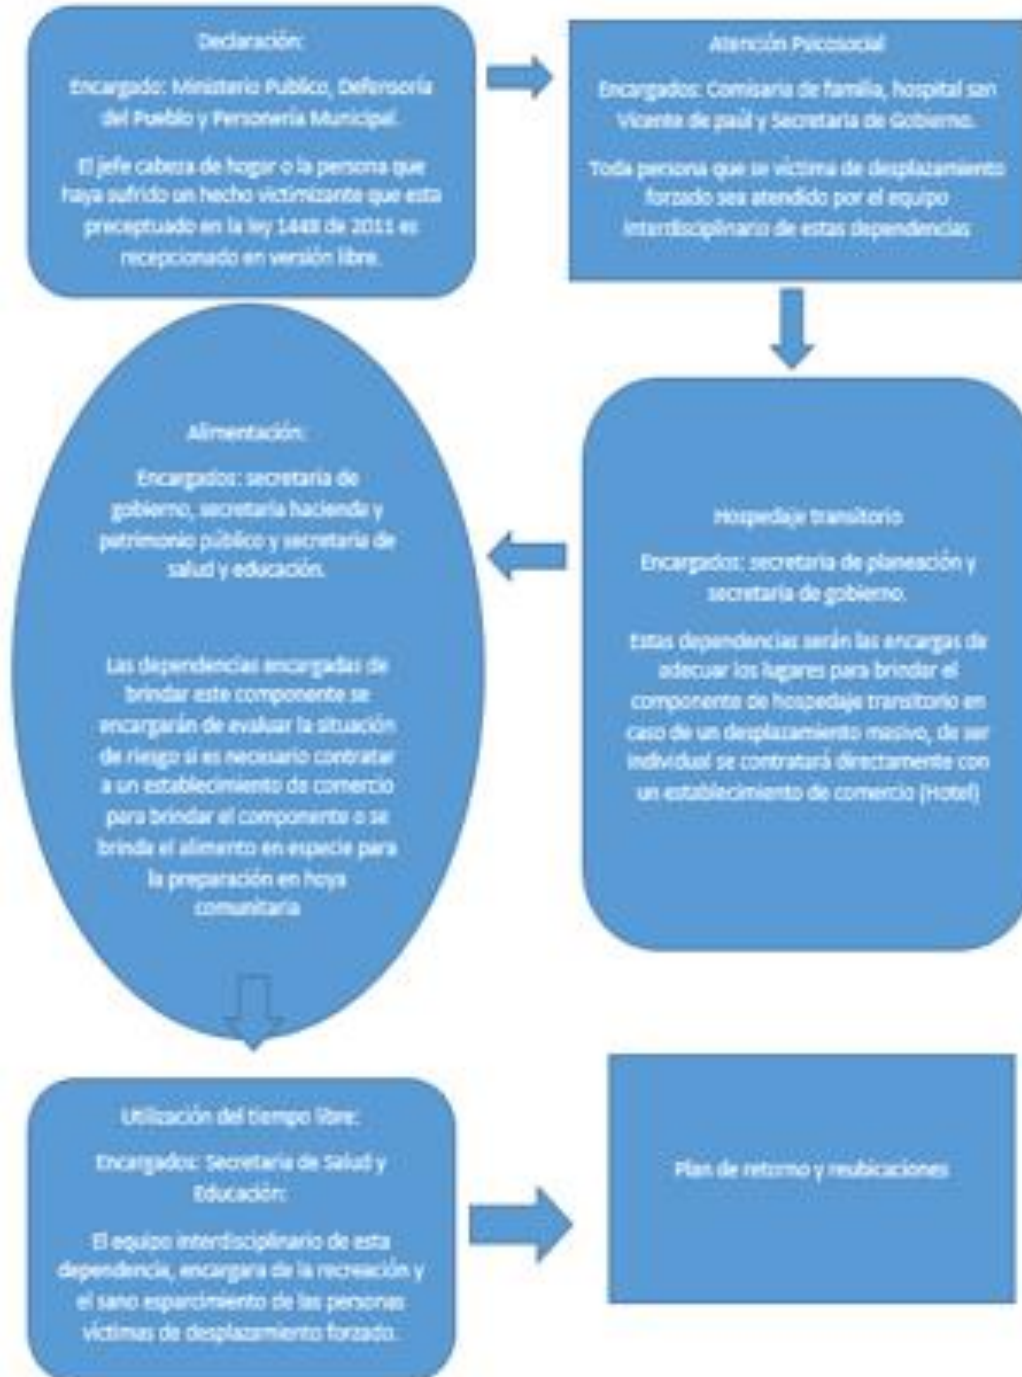 Declaración:
Encargado: Ministerio Publico, Defensoría
del Pueblo y Personería Municipal.
El jefe cabeza de hogar o la persona que
haya sufrido un hecho victimizante que esta
preceptuado en la ley 1448 de 2011 es
recepcionado en versión libre.
Atención Psicosocial
Encargados: Comisaria de familia, hospital san
Vicente de paúl y Secretaria de Gobierno.
Toda persona que se víctima de desplazamiento
forzado sea atendido por el equipo
interdisciplinario de estas dependencias
Hospedaje transitorio
Encargados: secretaria de planeación y
secretaria de gobierno.
Estas dependencias serán las encargas de
adecuar los lugares para brindar el
componente de hospedaje transitorio en
caso de un desplazamiento masivo, de ser
individual se contratará directamente con
un establecimiento de comercio (Hotel)
Alimentación:
Encargados: secretaria de
gobierno, secretaria hacienda y
patrimonio público y secretaria de
salud y educación.
Las dependencias encargadas de
brindar este componente se
encargarán de evaluar la situación
de riesgo si es necesario contratar
a un establecimiento de comercio
para brindar el componente o se
brinda el alimento en especie para
la preparación en hoya
comunitaria
Utilización del tiempo libre:
Encargados: Secretaria de Salud y
Educación:
El equipo interdisciplinario de esta
dependencia, encargara de la recreación y
el sano esparcimiento de las personas
víctimas de desplazamiento forzado.
Plan de retorno y reubicaciones